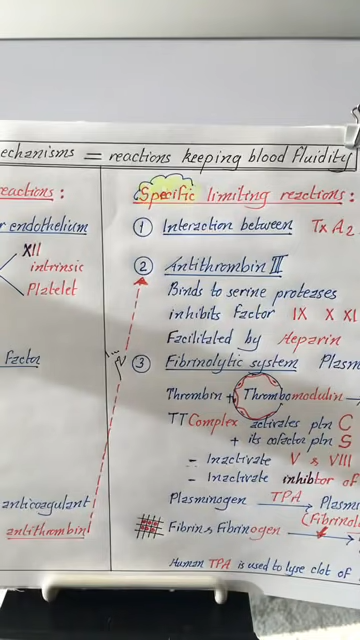 echanisms = reactions keeping blood fluidity
reactions:
r endothelium
XII
intrinsic
Platelet
factor
anticoagulant
antithrombin
Specific limiting reactions:
① Interaction between TxA2
② Antithrombin III
Binds to serine proteases
inhibits factor IX X XI
Facilitated by Heparin
③ Fibrinolytic system Plasm
Thrombin + Thrombomodulin →
TT Complex activates ptn C
+ its cofactor ptn S
- Inactivate V & VIII
- Inactivate inhibitor of
Plasminogen TPA → Plasmi
(Fibrinol
Fibrin & Fibrinogen →
Human TPA is used to lyse clot of